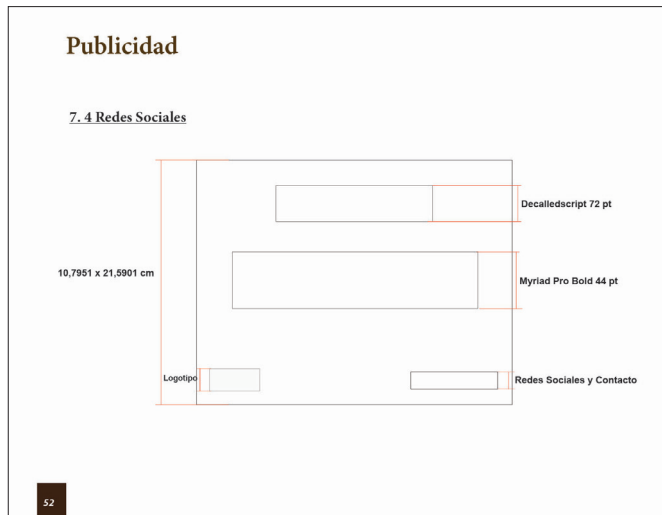 Publicidad
7. 4 Redes Sociales
Decalledscript 72 pt
10,7951 x 21,5901 cm
Myriad Pro Bold 44 pt
Logotipo
Redes Sociales y Contacto
52